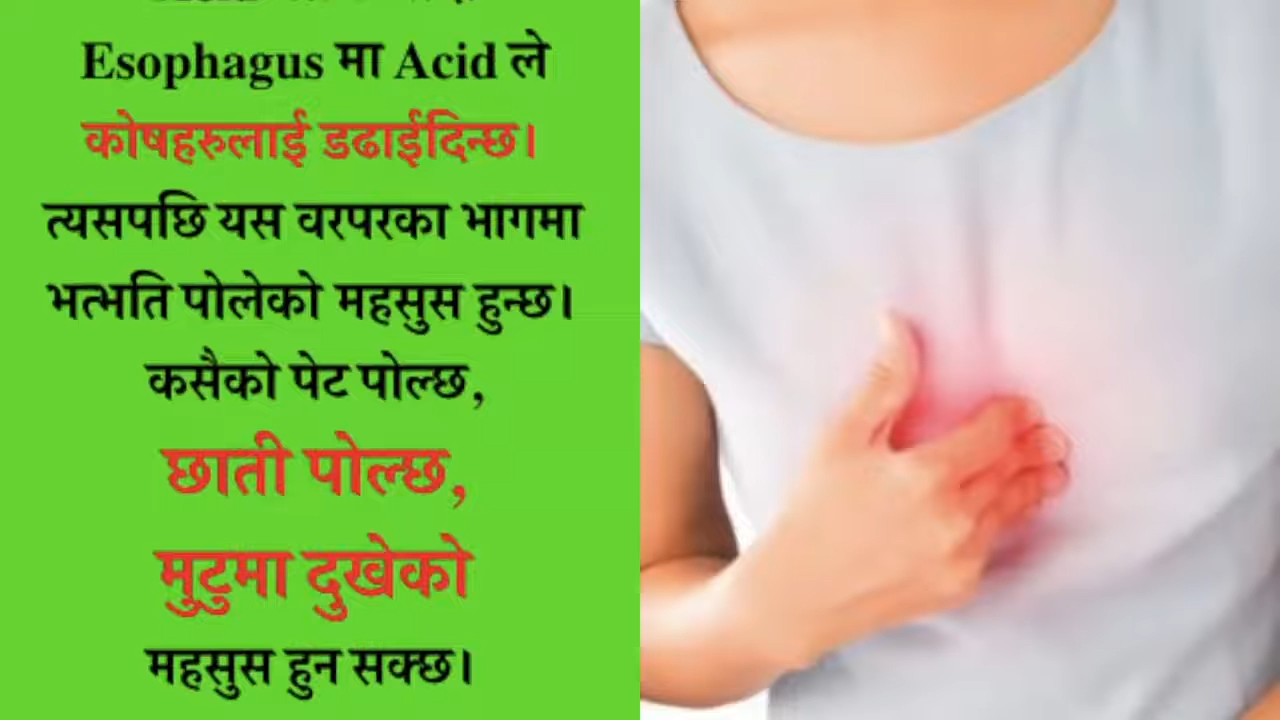 Esophagus मा Acid ले
कोषहरुलाई डढाईदिन्छ।
त्यसपछि यस वरपरका भागमा
भत्भति पोलेको महसुस हुन्छ।
कसैको पेट पोल्छ,
छाती पोल्छ,
मुटुमा दुखेको
महसुस हुन सक्छ।